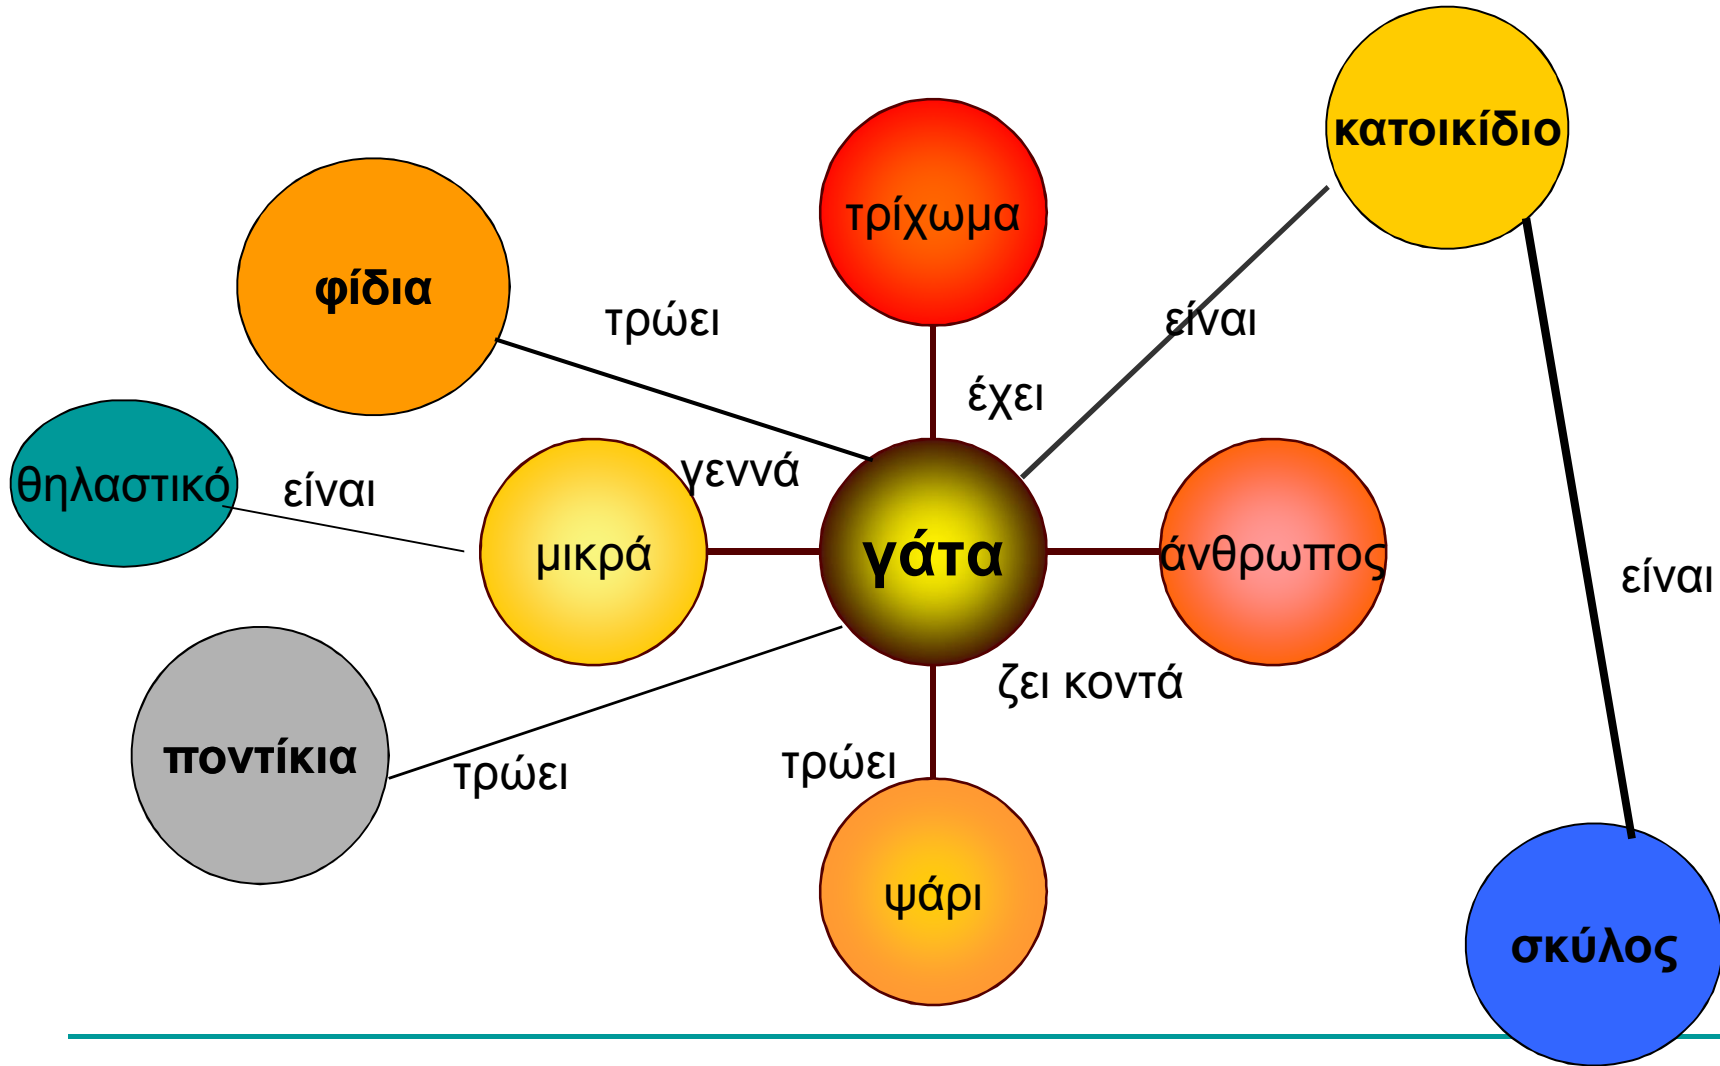 κατοικίδιο
τρίχωμα
φίδια
τρώει
είναι
έχει
θηλαστικό
είναι
γεννά
μικρά
γάτα
άνθρωπος
είναι
ζει κοντά
ποντίκια
τρώει
τρώει
ψάρι
σκύλος